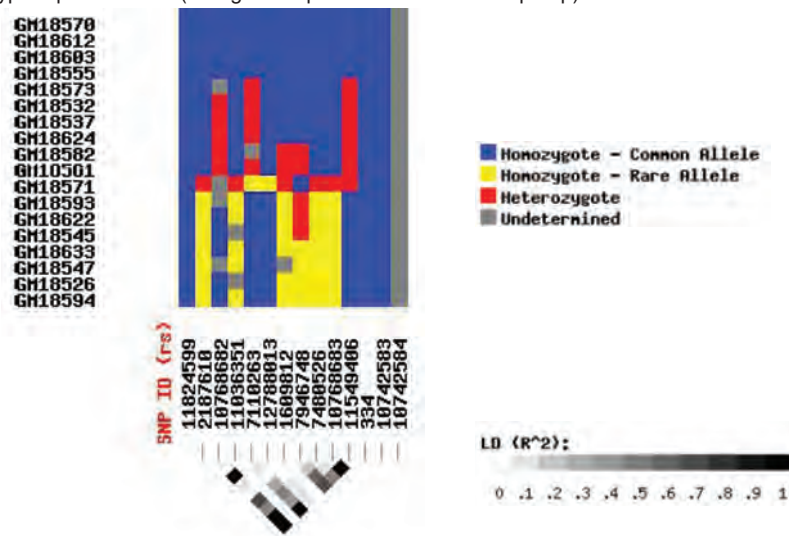 GM18570
GM18612
GM18603
GM18555
GM18573
GM18532
GM18537
GM18624
GM18582
GM18571
GM18593
GM18622
GM18545
GM18633
GM18547
GM18526
GM18594
Homozygote - Common Allele
Homozygote - Rare Allele
Heterozygote
Undetermined
SNP ID (rs)
11824599
2187610
10768682
11036351
7110263
12788013
1609812
7946748
7480526
10768683
11549406
334
10742583
10742584
LD (R^2):
0 .1 .2 .3 .4 .5 .6 .7 .8 .9 1